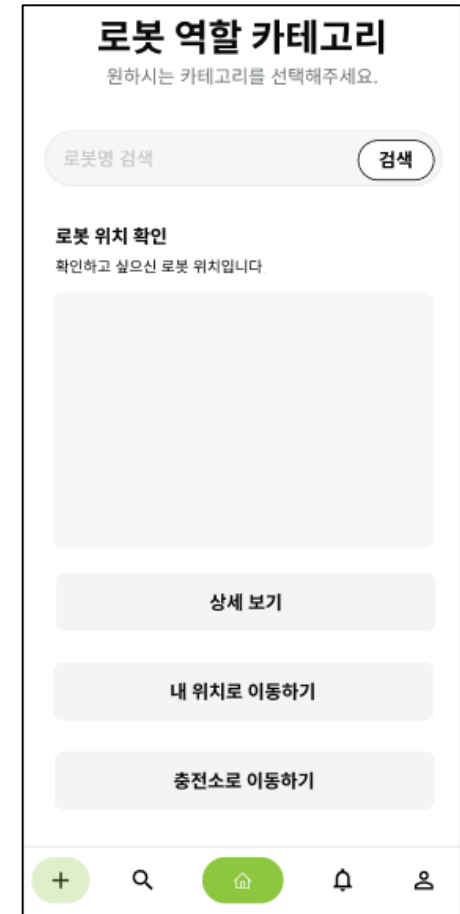 로봇 역할 카테고리
원하시는 카테고리를 선택해주세요.
로봇명 검색
검색
로봇 위치 확인
확인하고 싶으신 로봇 위치입니다
상세 보기
내 위치로 이동하기
충전소로 이동하기